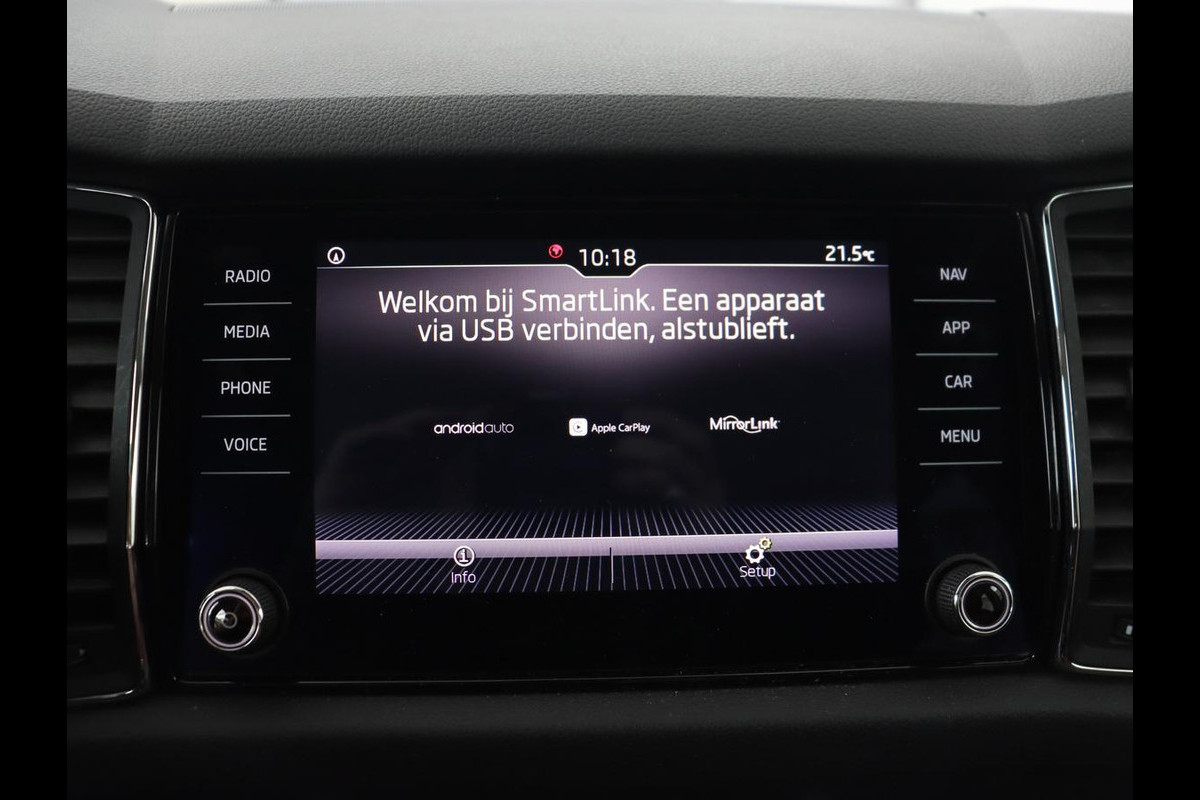 10:18
21.5°C
Welkom bij SmartLink. Een apparaat
via USB verbinden, alstublieft.
androidauto
Apple CarPlay
MirrorLink
Info
Setup
RADIO
MEDIA
PHONE
VOICE
NAV
APP
CAR
MENU